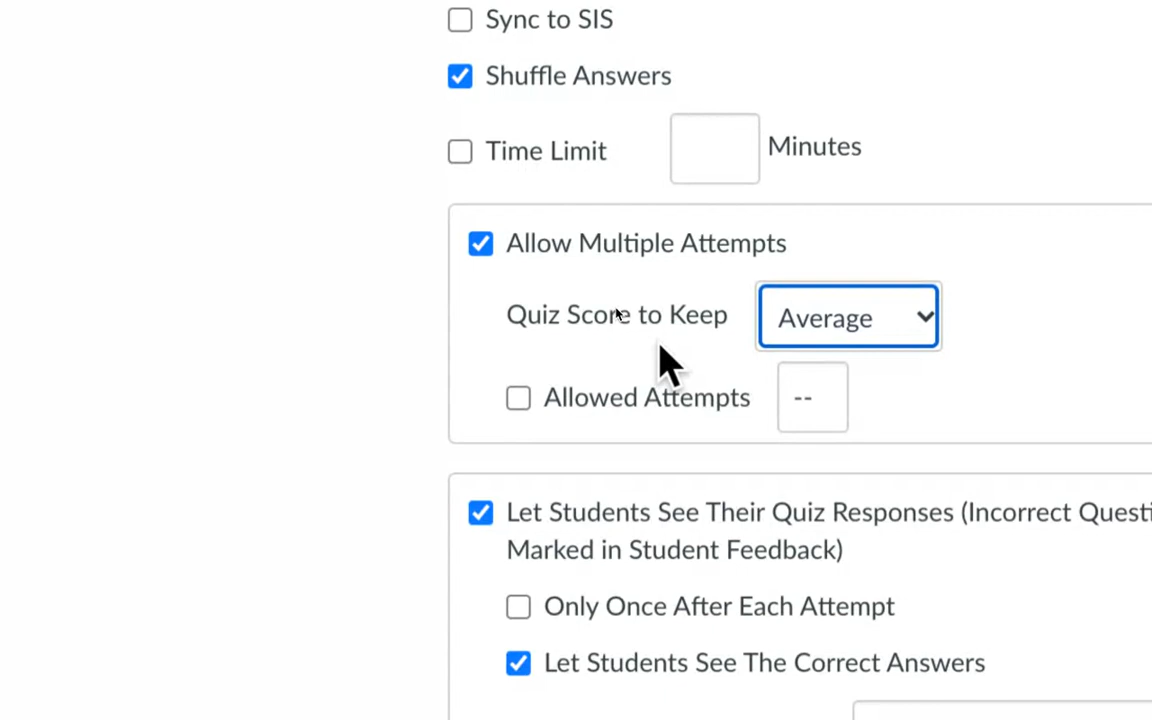 Sync to SIS
Shuffle Answers
Time Limit Minutes
Allow Multiple Attempts
Quiz Score to Keep Average
Allowed Attempts --
Let Students See Their Quiz Responses (Incorrect Questi
Marked in Student Feedback)
Only Once After Each Attempt
Let Students See The Correct Answers